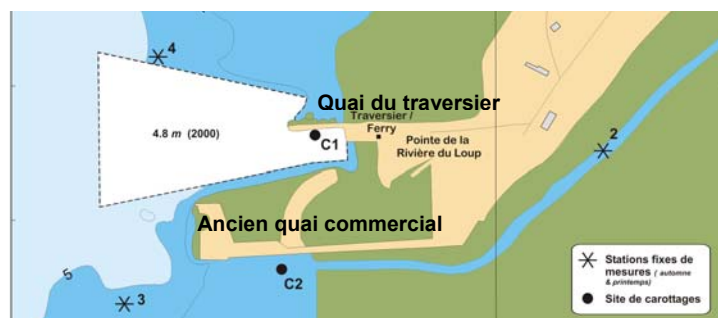 4
Quai du traversier
Traversier /
Ferry
4.8 m (2000)
C1
Pointe de la
Rivière du Loup
2
Ancien quai commercial
5
C2
3
Stations fixes de
mesures ( automne
& printemps)
Site de carottages